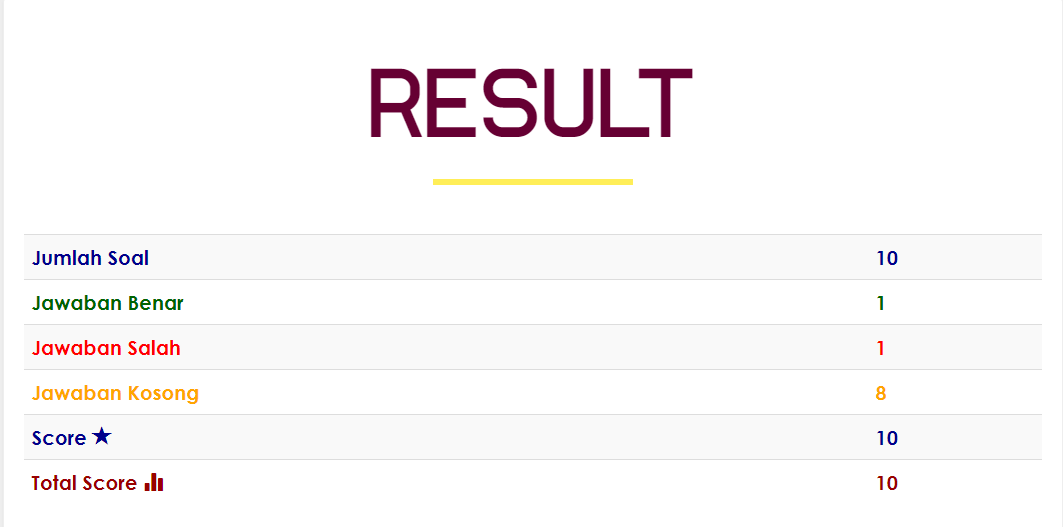 RESULT
Jumlah Soal 10
Jawaban Benar 1
Jawaban Salah 1
Jawaban Kosong 8
Score 10
Total Score 10